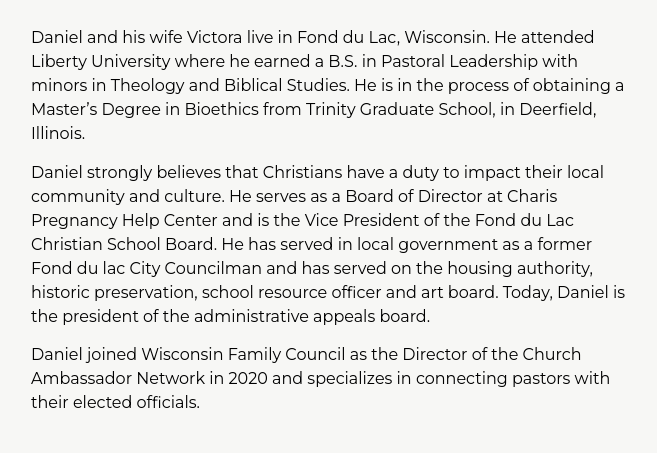 Daniel and his wife Victora live in Fond du Lac, Wisconsin. He attended
Liberty University where he earned a B.S. in Pastoral Leadership with
minors in Theology and Biblical Studies. He is in the process of obtaining a
Master’s Degree in Bioethics from Trinity Graduate School, in Deerfield,
Illinois.
Daniel strongly believes that Christians have a duty to impact their local
community and culture. He serves as a Board of Director at Charis
Pregnancy Help Center and is the Vice President of the Fond du Lac
Christian School Board. He has served in local government as a former
Fond du lac City Councilman and has served on the housing authority,
historic preservation, school resource officer and art board. Today, Daniel is
the president of the administrative appeals board.
Daniel joined Wisconsin Family Council as the Director of the Church
Ambassador Network in 2020 and specializes in connecting pastors with
their elected officials.